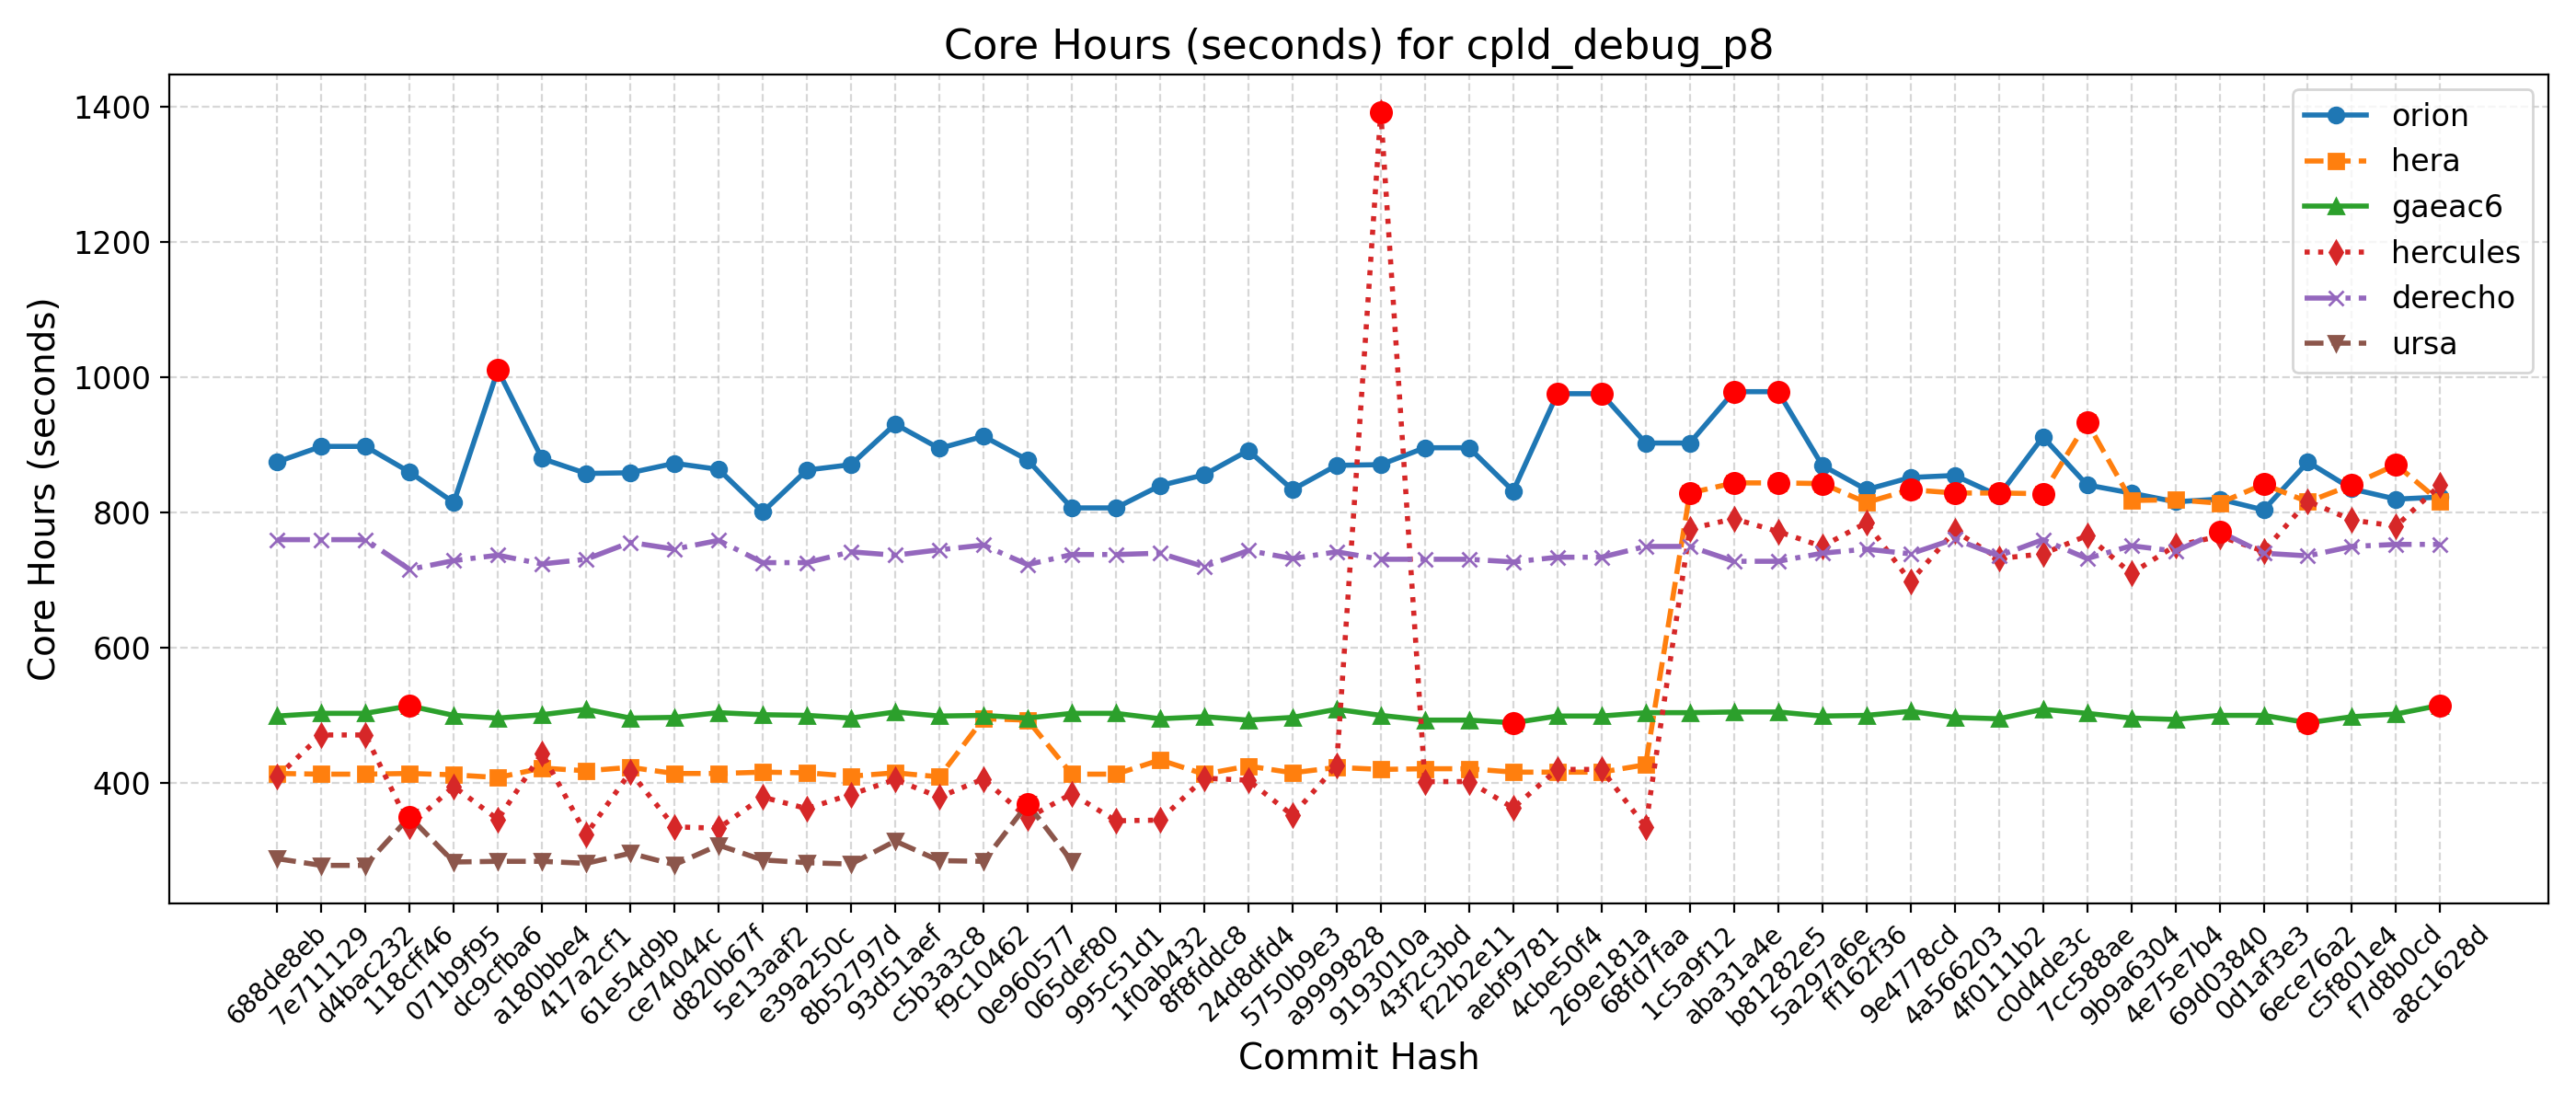 Core Hours (seconds) for cpld_debug_p8
Core Hours (seconds)
1400
1200
1000
800
600
400
orion
hera
gaeac6
hercules
derecho
ursa
688de8eb
7e711129
d4bac232
118cff46
071b9f95
dc9cfba6
a180bbe4
417a2cf1
61e54d9b
ce74044c
d820b67f
5e13aaf2
e39a250c
8b52797d
93d51aef
c5b3a3c8
f9c10462
0e960577
065def80
995c51d1
1f0ab432
8f8fddc8
24d8dfd4
5750b9e3
a9999828
9193010a
43f2c3bd
f22b2e11
aebf9781
4cbe50f4
269e181a
68fd7faa
1c5a9f12
aba31a4e
b81282e5
5a297a6e
ff162f36
9e4778cd
4a566203
4f0111b2
c0d4de3c
7cc588ae
9b9a6304
4e75e7b4
69d03840
0d1af3e3
6ece76a2
c5f801e4
f7d8b0cd
a8c1628d
Commit Hash